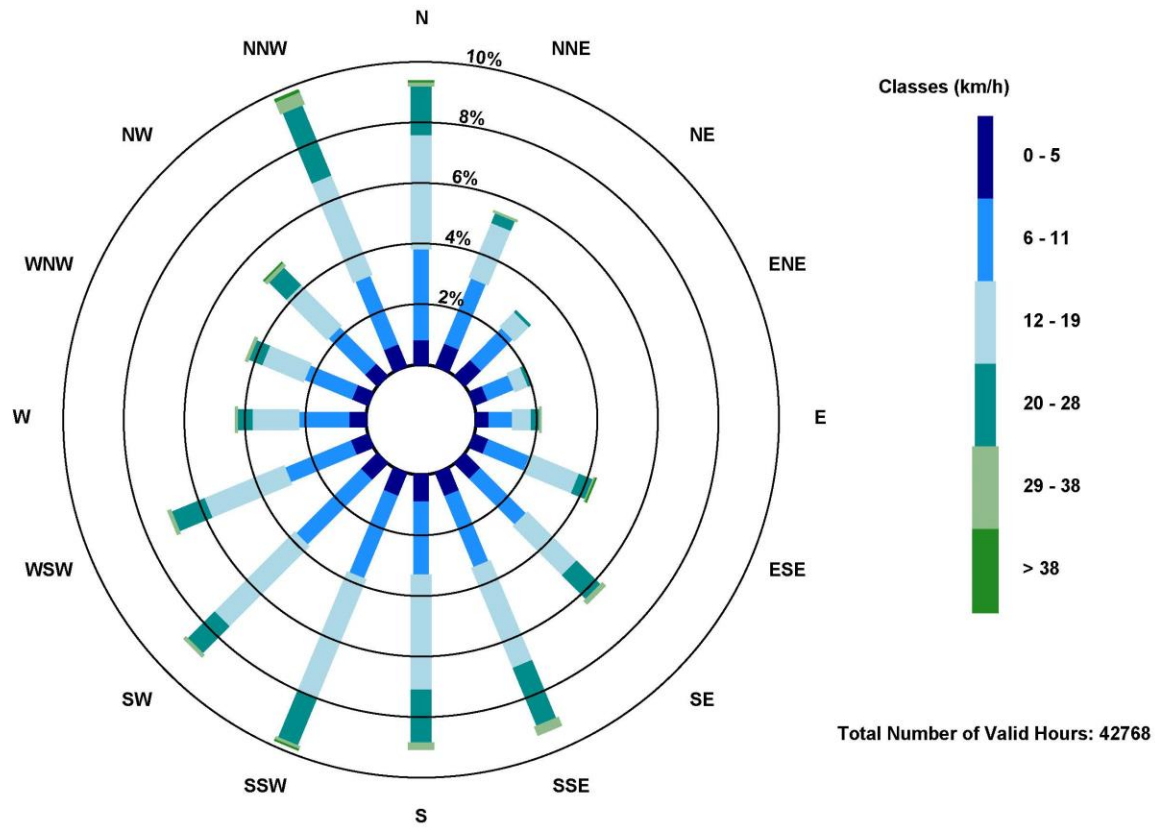 N
NNW
NNE
10%
Classes (km/h)
8%
NW
NE
0 - 5
6%
6 - 11
4%
WNW
ENE
2%
12 - 19
20 - 28
W
E
29 - 38
WSW
ESE
> 38
SW
SE
Total Number of Valid Hours: 42768
SSW
SSE
S